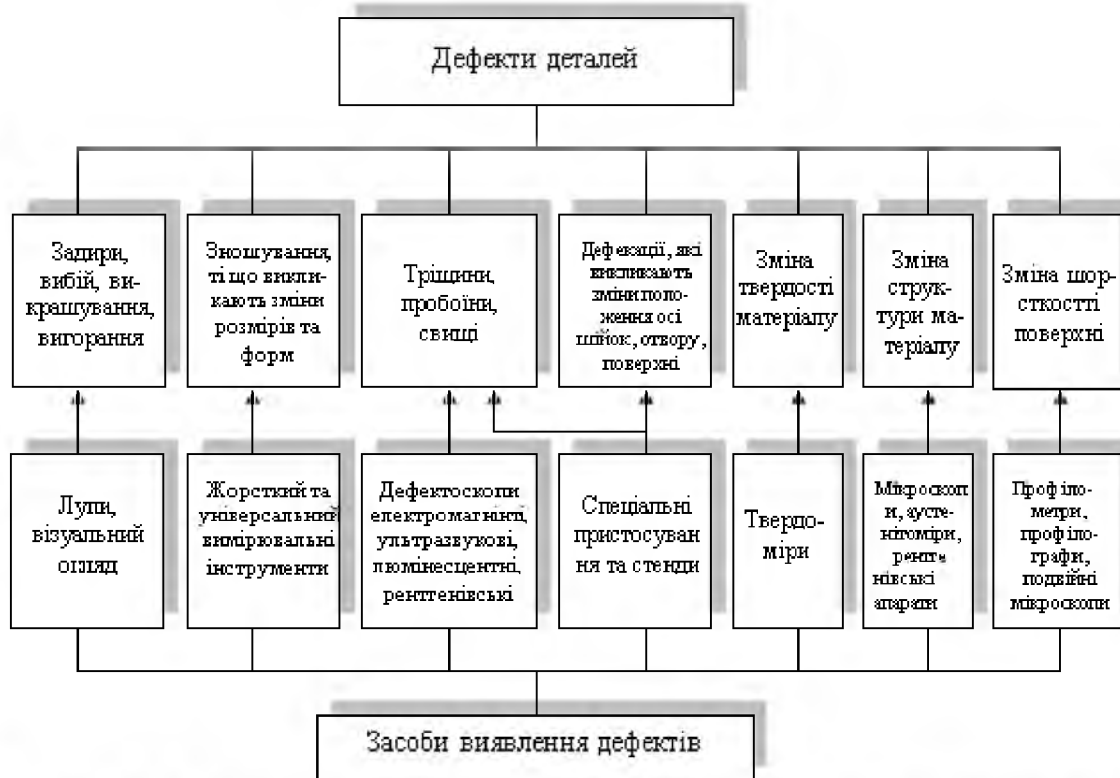 Дефекти деталей
Задири,
вибій, ви-
крашування,
вигорання
Зношування,
ті що викли-
кають зміни
розмірів та
форм
Тріщини,
пробоїни,
свищі
Дефекації, які
викликають
зміни поло-
ження осі
шийок, отвору,
поверхні
Зміна
твердості
матеріалу
Зміна
струк-
тури ма-
теріалу
Зміна шор-
сткостті
поверхні
Лупи,
візуальний
огляд
Жорсткий та
універсальний
вимірювальні
інструменти
Дефектоскопи
електромагнінті,
ультразвукові,
люмінесцентні,
рентгенівські
Спеціальні
пристосуван
ня та стенди
Твердо-
міри
Мікроскоп
и, аусте-
нітоміри,
рентге
нівські
апарати
Профіло-
метри,
профіло-
графи,
подвійні
мікроскопи
Засоби виявлення дефектів